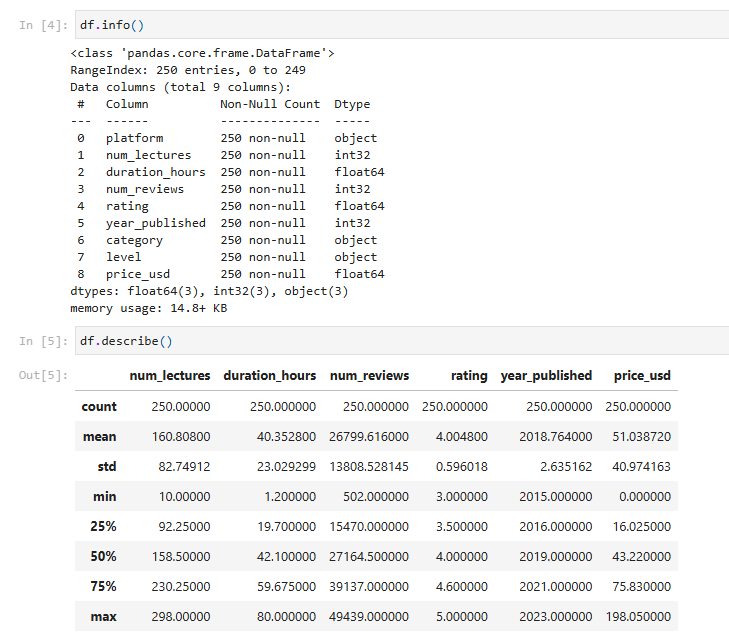 In [4]: df.info()
<class 'pandas.core.frame.DataFrame'>
RangeIndex: 250 entries, 0 to 249
Data columns (total 9 columns):
 #   Column          Non-Null Count  Dtype
---  ------          --------------  -----
 0   platform        250 non-null    object
 1   num_lectures    250 non-null    int32
 2   duration_hours  250 non-null    float64
 3   num_reviews     250 non-null    int32
 4   rating          250 non-null    float64
 5   year_published  250 non-null    int32
 6   category        250 non-null    object
 7   level           250 non-null    object
 8   price_usd       250 non-null    float64
dtypes: float64(3), int32(3), object(3)
memory usage: 14.8+ KB
In [5]: df.describe()
Out[5]:
num_lectures duration_hours num_reviews rating year_published price_usd
count 250.00000 250.000000 250.000000 250.000000 250.000000 250.000000
mean 160.80800 40.352800 26799.616000 4.004800 2018.764000 51.038720
std 82.74912 23.029299 13808.528145 0.596018 2.635162 40.974163
min 10.00000 1.200000 502.000000 3.000000 2015.000000 0.000000
25% 92.25000 19.700000 15470.000000 3.500000 2016.000000 16.025000
50% 158.50000 42.100000 27164.500000 4.000000 2019.000000 43.220000
75% 230.25000 59.675000 39137.000000 4.600000 2021.000000 75.830000
max 298.00000 80.000000 49439.000000 5.000000 2023.000000 198.050000